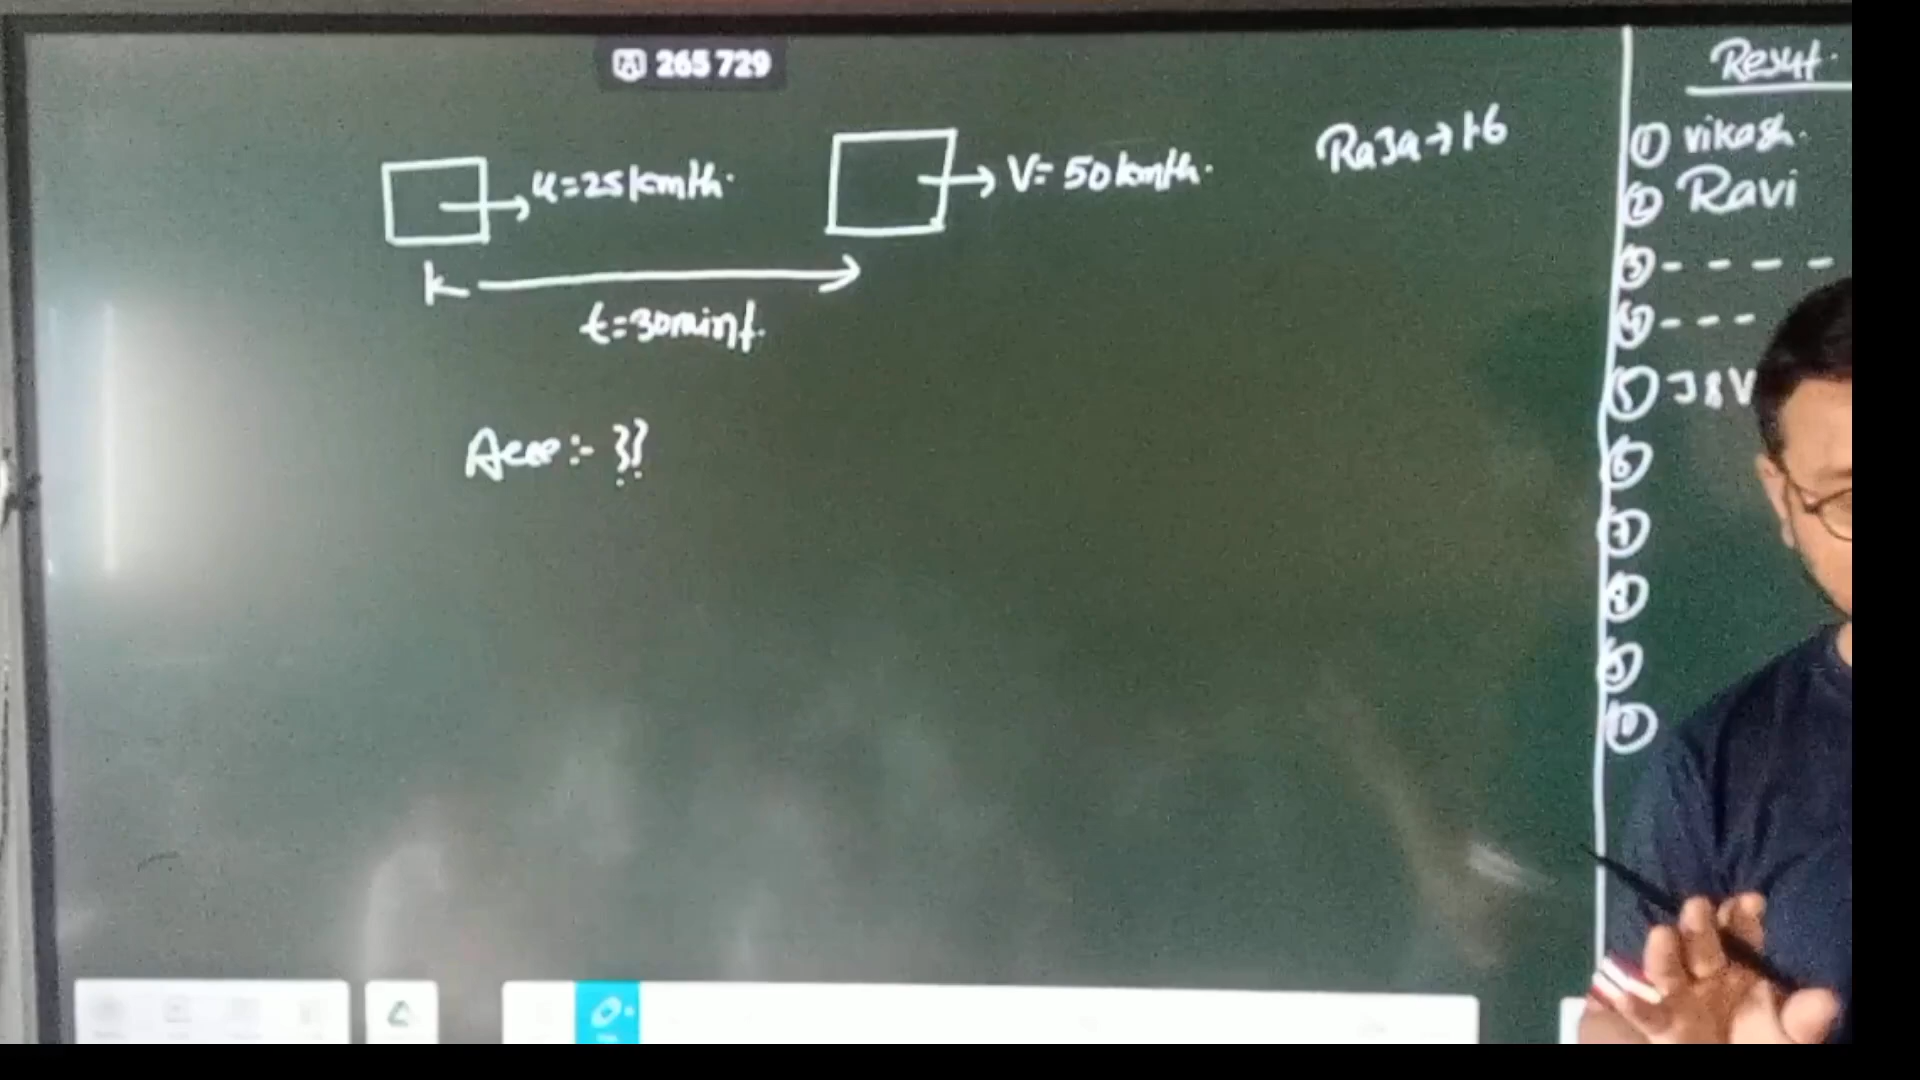 265 729
u=25km/h.
V= 50km/h.
Raja→16
k
t=30mint.
Acce:- ??
Result.
① vikash.
② Ravi
③ - - - -
④ - - -
⑤ J&V
⑥
⑦
⑧
⑨
⑩